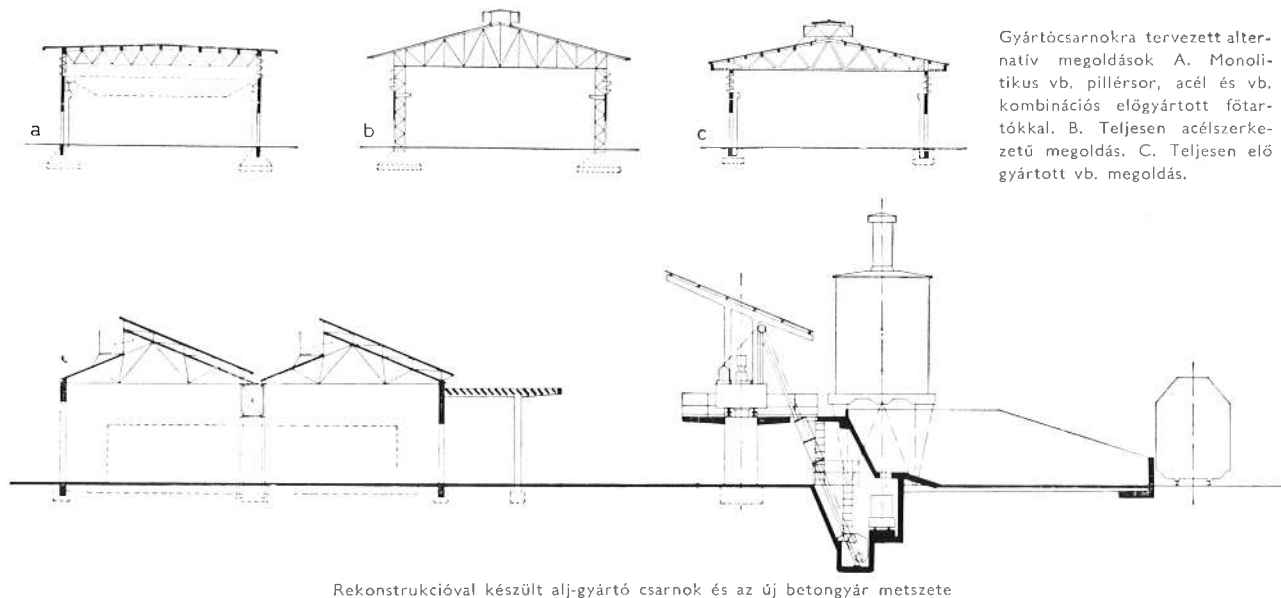 Gyártócsarnokra tervezett alter-
natív megoldások A. Monoli-
tikus vb. pillérsor, acél és vb.
kombinációs előgyártott főtar-
tókkal. B. Teljesen acélszerke-
zetű megoldás. C. Teljesen elő
gyártott vb. megoldás.
a
b
c
Rekonstrukcióval készült alj-gyártó csarnok és az új betongyár metszete